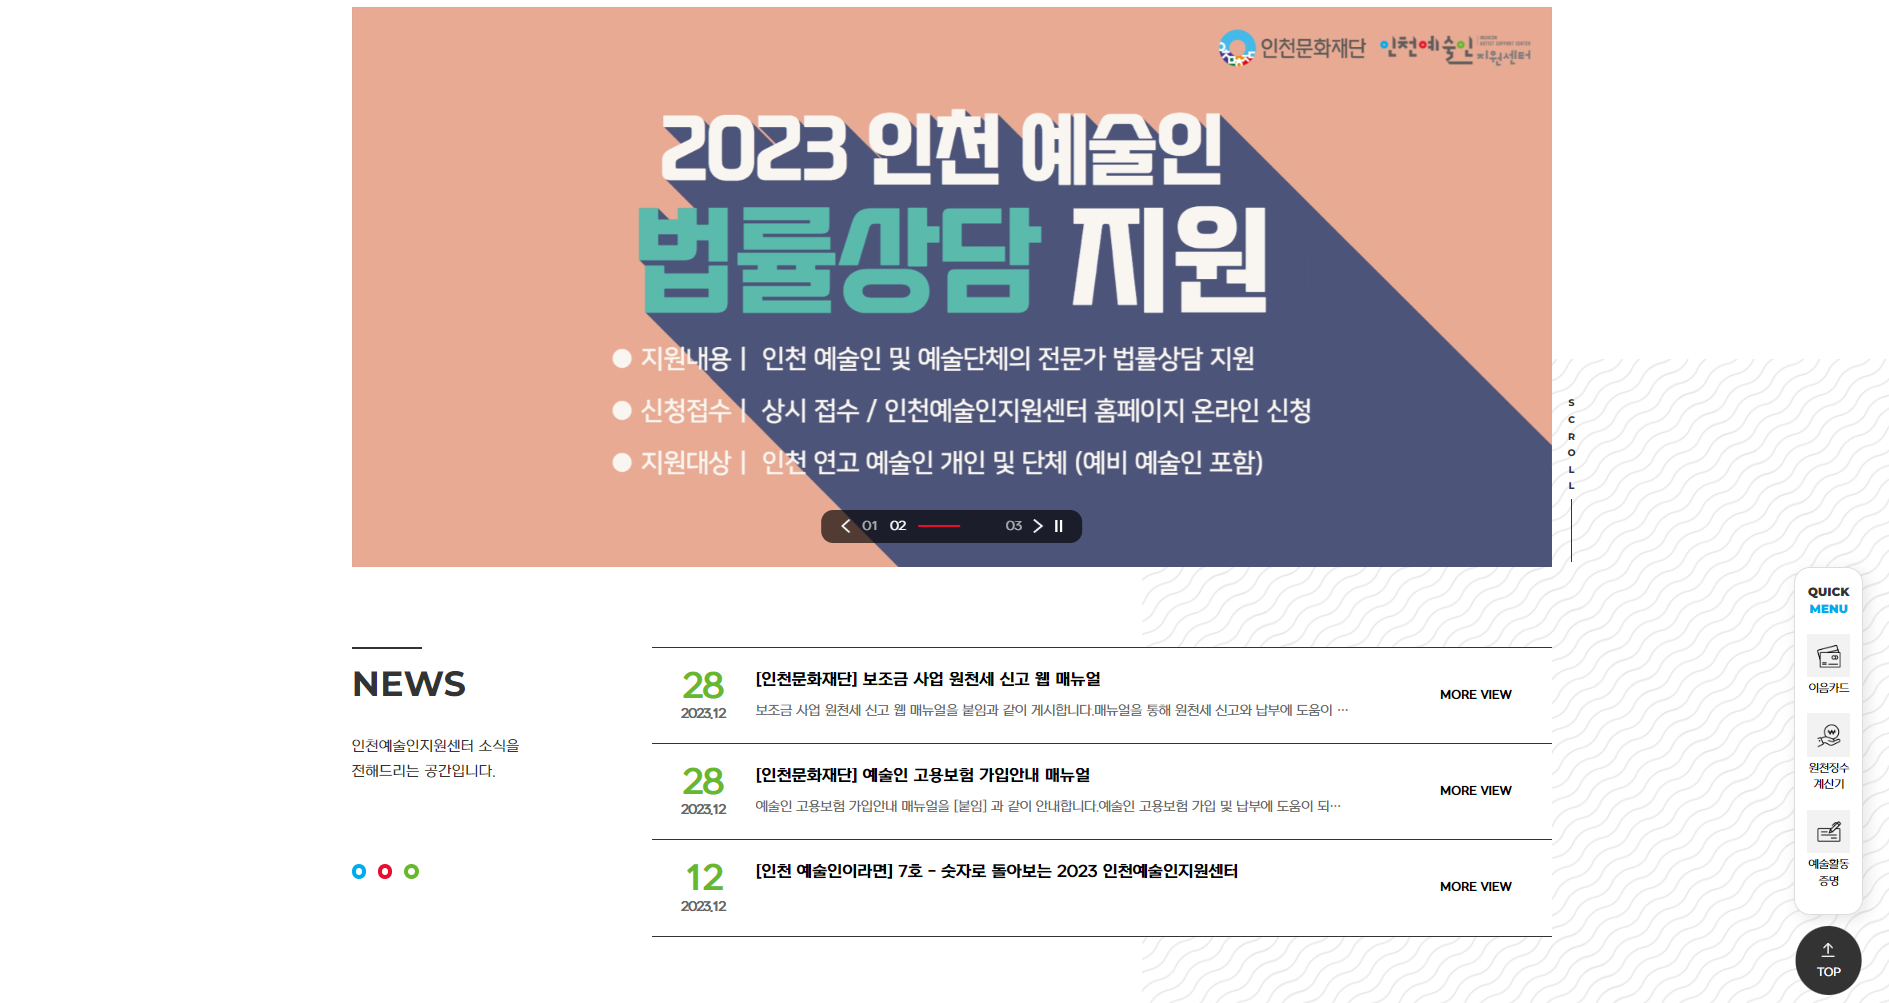 인천문화재단 인천예술인 지원센터
2023 인천 예술인
법률상담 지원
● 지원내용 | 인천 예술인 및 예술단체의 전문가 법률상담 지원
● 신청접수 | 상시 접수 / 인천예술인지원센터 홈페이지 온라인 신청
● 지원대상 | 인천 연고 예술인 개인 및 단체 (예비 예술인 포함)
01 02 03
SCROLL
NEWS
인천예술인지원센터 소식을
전해드리는 공간입니다.
28
2023.12
[인천문화재단] 보조금 사업 원천세 신고 웹 매뉴얼
보조금 사업 원천세 신고 웹 매뉴얼을 붙임과 같이 게시합니다.매뉴얼을 통해 원천세 신고와 납부에 도움이 …
MORE VIEW
28
2023.12
[인천문화재단] 예술인 고용보험 가입안내 매뉴얼
예술인 고용보험 가입안내 매뉴얼을 [붙임] 과 같이 안내합니다.예술인 고용보험 가입 및 납부에 도움이 되…
MORE VIEW
12
2023.12
[인천 예술인이라면] 7호 - 숫자로 돌아보는 2023 인천예술인지원센터
MORE VIEW
QUICK
MENU
이음카드
원천징수
계산기
예술활동
증명
TOP